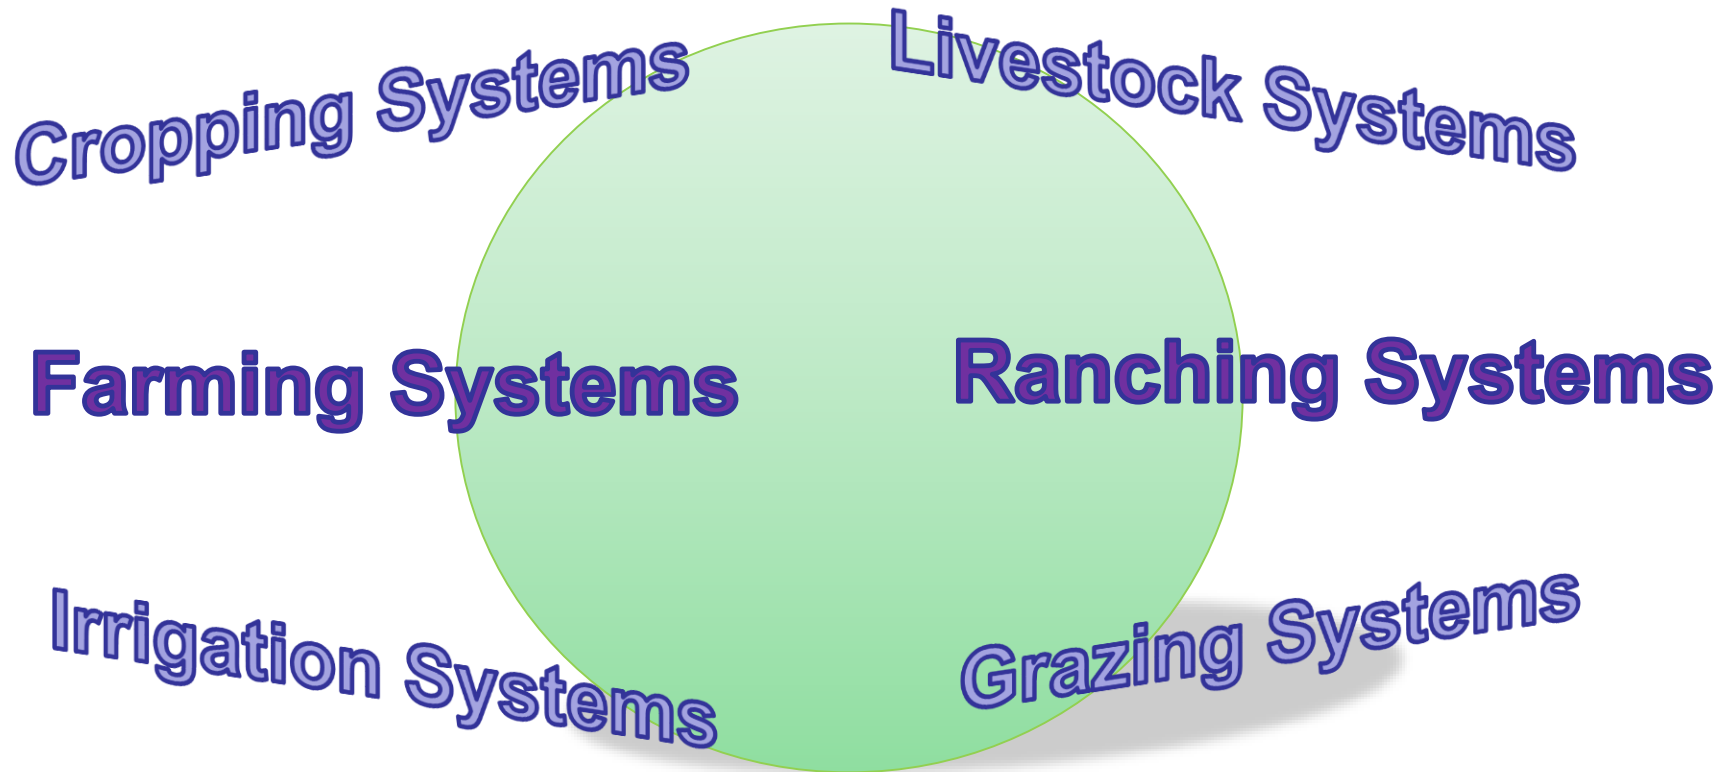 Cropping Systems
Livestock Systems
Farming Systems
Ranching Systems
Irrigation Systems
Grazing Systems